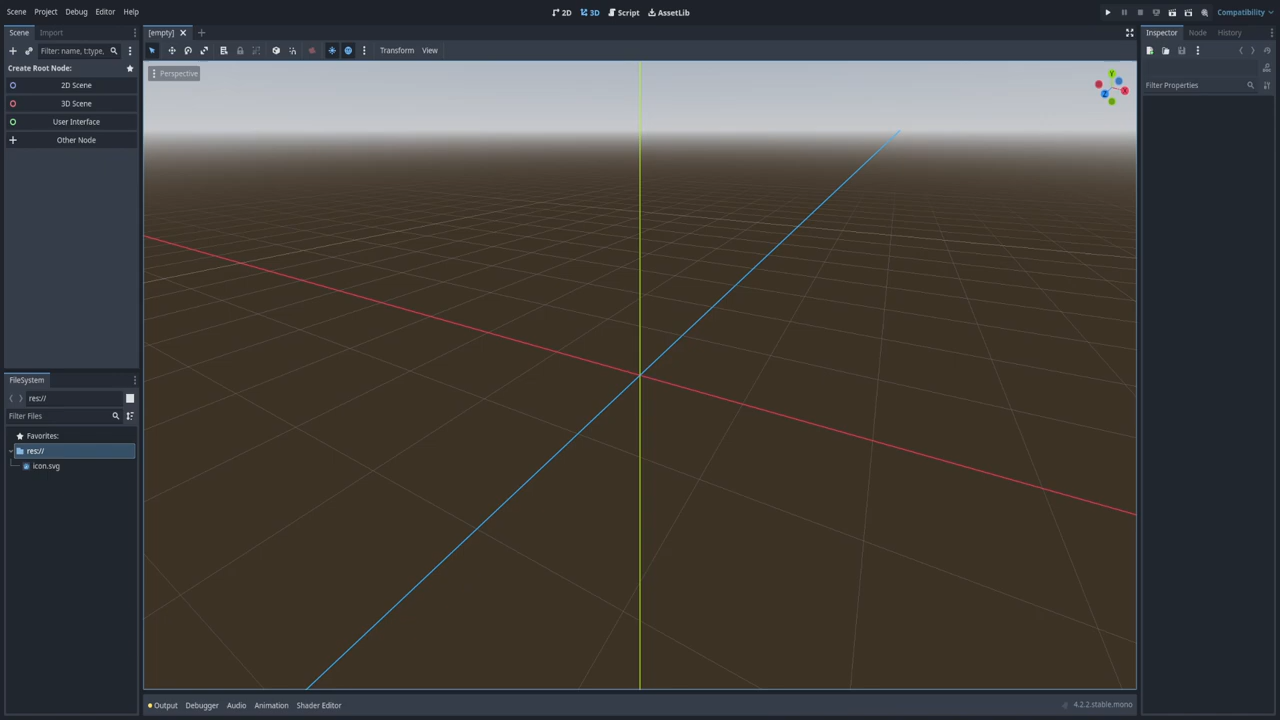 Scene Project Debug Editor Help
2D 3D Script AssetLib
Compatibility
Scene Import
[empty]
Inspector Node History
Filter: name, t:type,
Transform View
Create Root Node:
Perspective
Filter Properties
2D Scene
3D Scene
User Interface
Other Node
Y
X
Z
FileSystem
res://
Filter Files
Favorites:
res://
icon.svg
Output Debugger Audio Animation Shader Editor
4.2.2.stable.mono